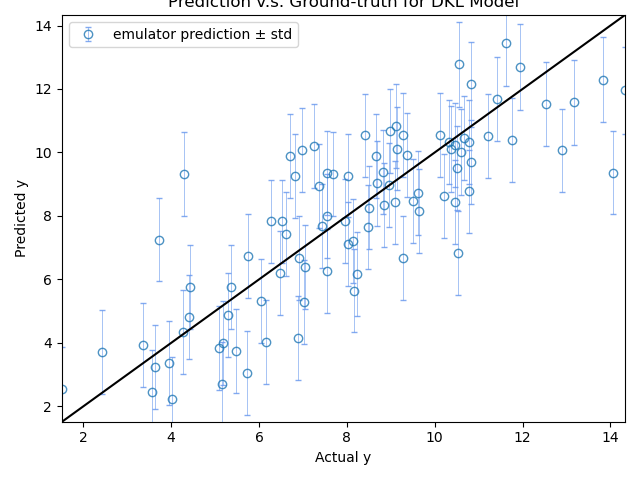 Prediction v.s. Ground-truth for DKL Model
emulator prediction ± std
14
12
10
8
6
4
2
Predicted y
2 4 6 8 10 12 14
Actual y